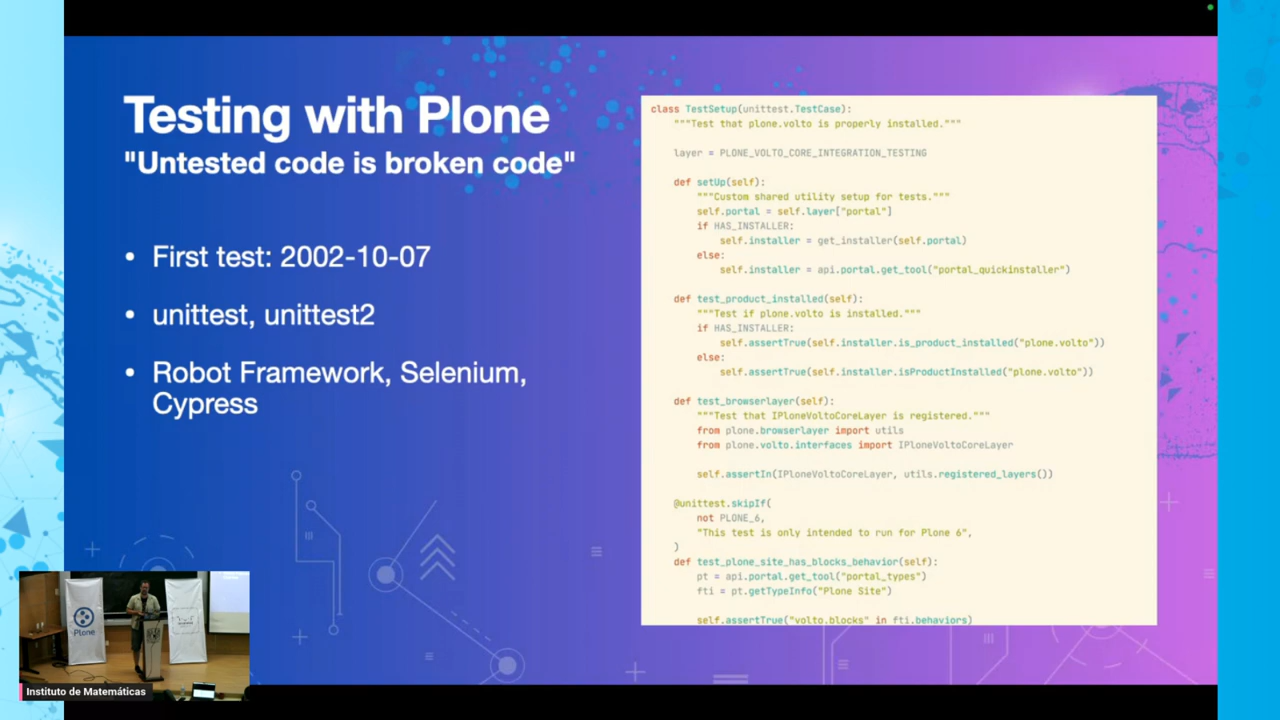 Testing with Plone
"Untested code is broken code"
• First test: 2002-10-07
• unittest, unittest2
• Robot Framework, Selenium,
Cypress
class TestSetup(unittest.TestCase):
    """Test that plone.volto is properly installed."""
    layer = PLONE_VOLTO_CORE_INTEGRATION_TESTING
    def setUp(self):
        """Custom shared utility setup for tests."""
        self.portal = self.layer["portal"]
        if HAS_INSTALLER:
            self.installer = get_installer(self.portal)
        else:
            self.installer = api.portal.get_tool("portal_quickinstaller")
    def test_product_installed(self):
        """Test if plone.volto is installed."""
        if HAS_INSTALLER:
            self.assertTrue(self.installer.is_product_installed("plone.volto"))
        else:
            self.assertTrue(self.installer.isProductInstalled("plone.volto"))
    def test_browserlayer(self):
        """Test that IPloneVoltoCoreLayer is registered."""
        from plone.browserlayer import utils
        from plone.volto.interfaces import IPloneVoltoCoreLayer
        self.assertIn(IPloneVoltoCoreLayer, utils.registered_layers())
    @unittest.skipIf(
        not PLONE_6,
        "This test is only intended to run for Plone 6",
    )
    def test_plone_site_has_blocks_behavior(self):
        pt = api.portal.get_tool("portal_types")
        fti = pt.getTypeInfo("Plone Site")
        self.assertTrue("volto.blocks" in fti.behaviors)
Plone
Instituto de Matemáticas